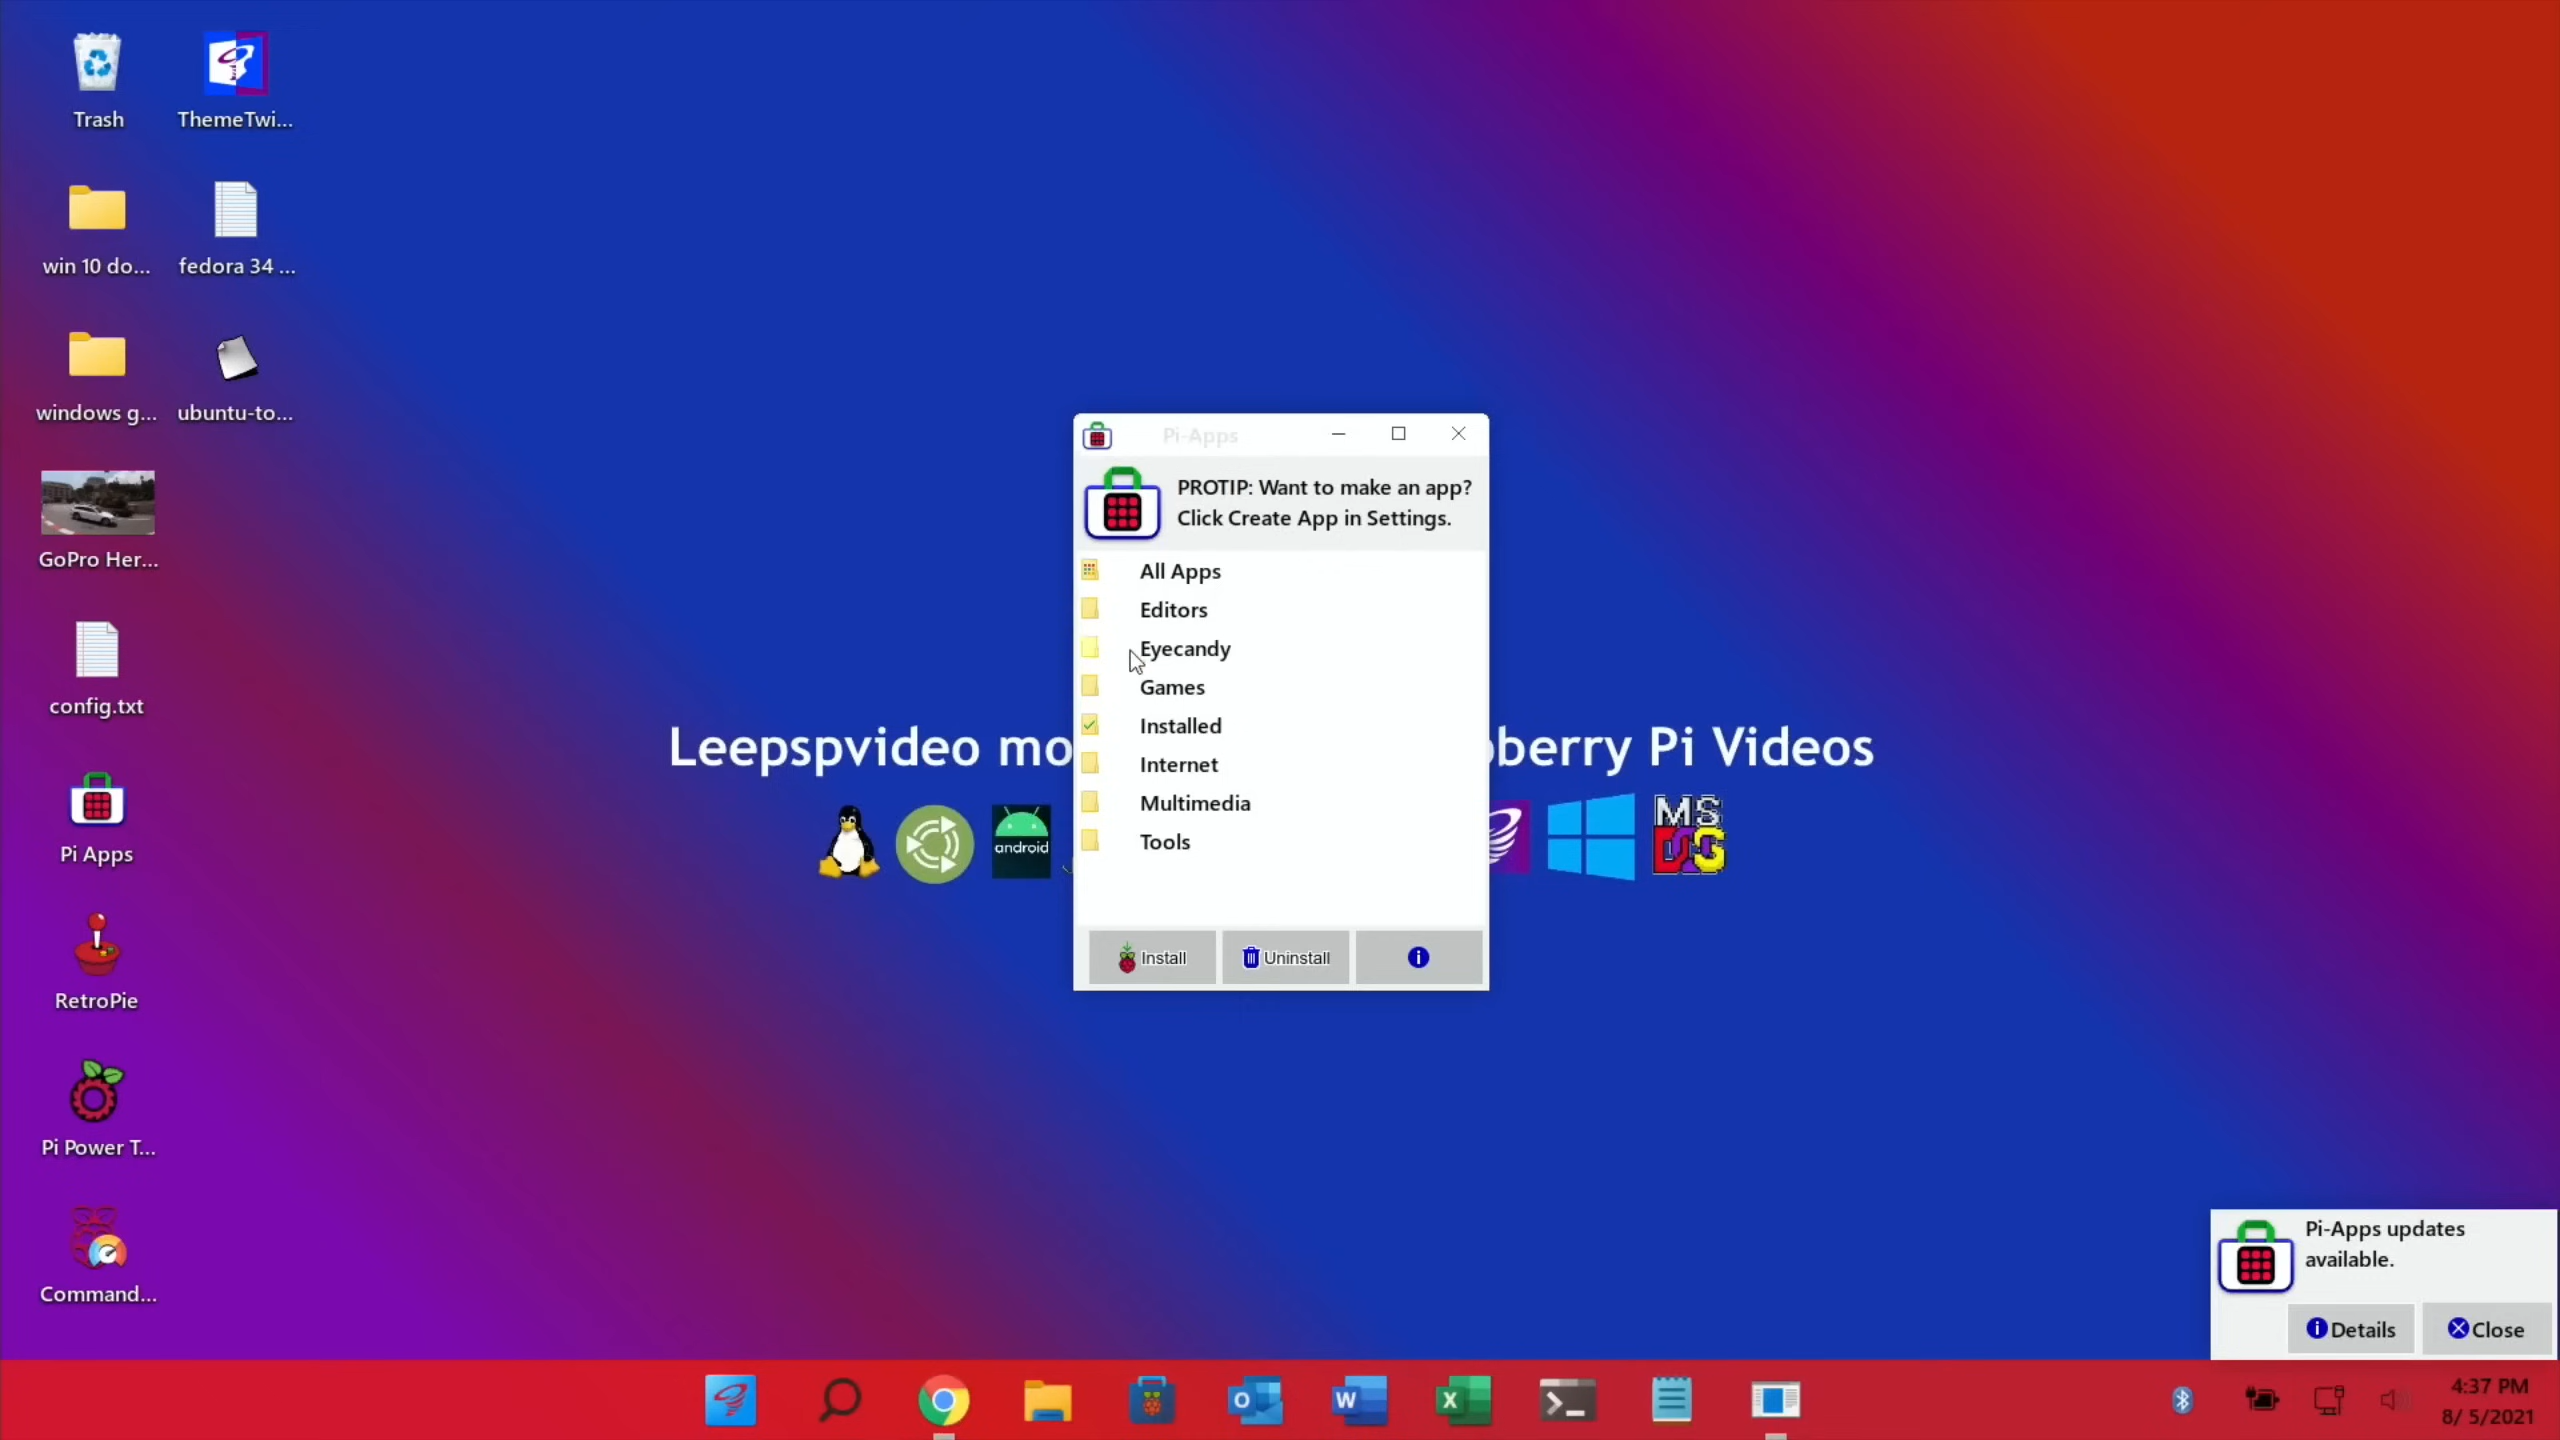 Trash
ThemeTwi...
win 10 do...
fedora 34 ...
windows g...
ubuntu-to...
GoPro Her...
config.txt
Pi Apps
RetroPie
Pi Power T...
Command...
Pi-Apps
PROTIP: Want to make an app?
Click Create App in Settings.
All Apps
Editors
Eyecandy
Games
Installed
Internet
Multimedia
Tools
Install
Uninstall
Leepspvideo mo
berry Pi Videos
android
MS
DOS
Pi-Apps updates
available.
Details
Close
4:37 PM
8/ 5/2021